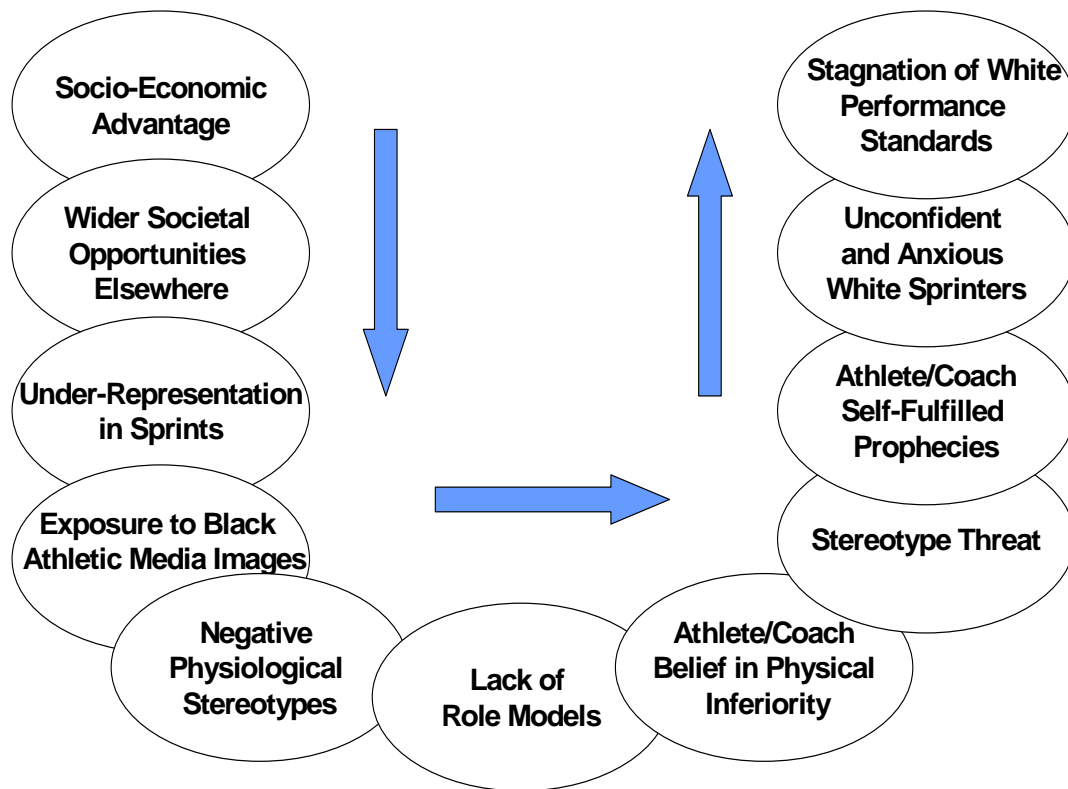 Socio-Economic
Advantage
Wider Societal
Opportunities
Elsewhere
Under-Representation
in Sprints
Exposure to Black
Athletic Media Images
Negative
Physiological
Stereotypes
Lack of
Role Models
Athlete/Coach
Belief in Physical
Inferiority
Stereotype Threat
Athlete/Coach
Self-Fulfilled
Prophecies
Unconfident
and Anxious
White Sprinters
Stagnation of White
Performance
Standards